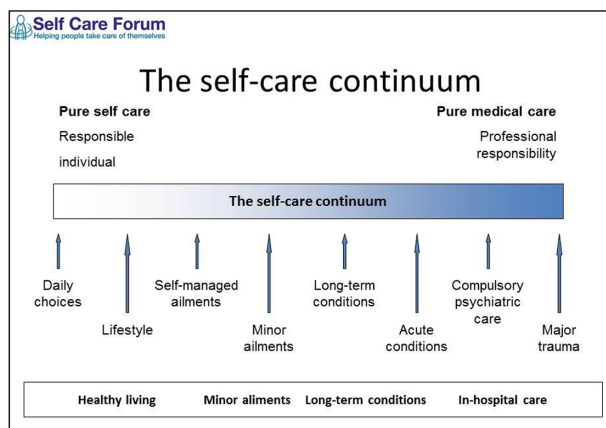 Self Care Forum
Helping people take care of themselves
The self-care continuum
Pure self care
Responsible
individual
Pure medical care
Professional
responsibility
The self-care continuum
Daily
choices
Lifestyle
Self-managed
ailments
Minor
ailments
Long-term
conditions
Acute
conditions
Compulsory
psychiatric
care
Major
trauma
Healthy living Minor aliments Long-term conditions In-hospital care